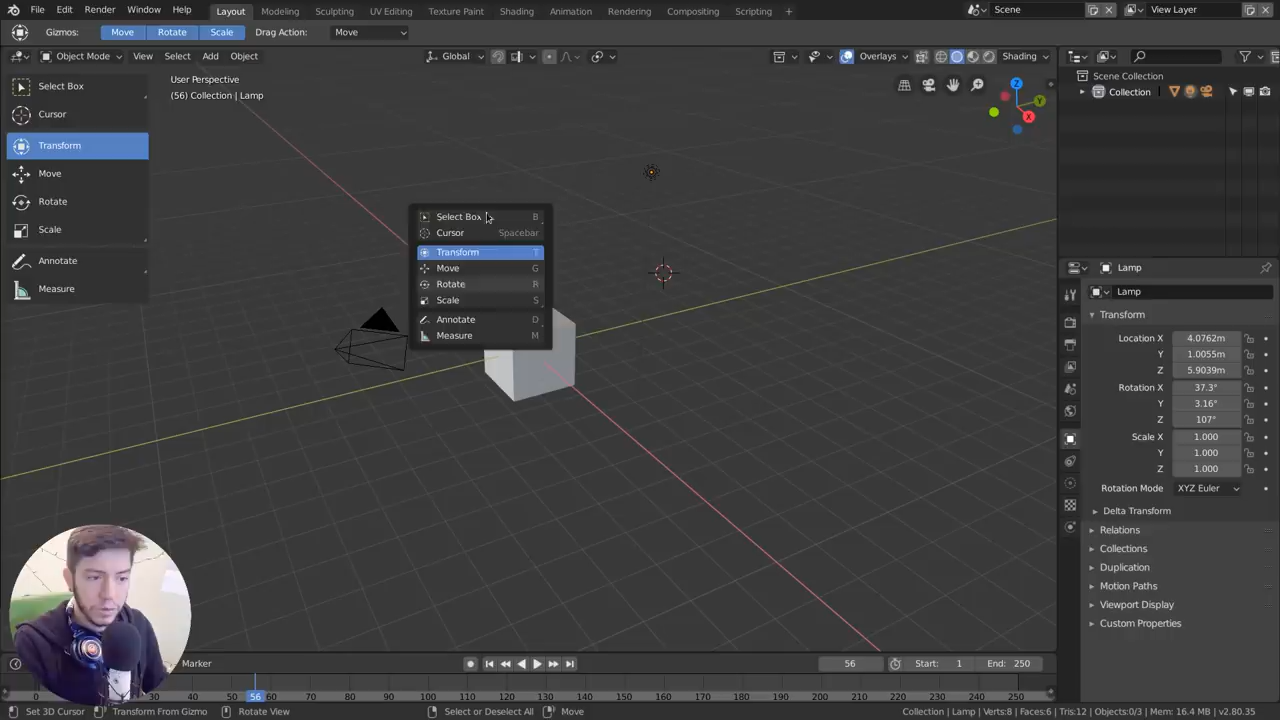 File Edit Render Window Help Layout Modeling Sculpting UV Editing Texture Paint Shading Animation Rendering Compositing Scripting + Scene View Layer
Gizmos: Move Rotate Scale Drag Action: Move
Object Mode View Select Add Object Global Overlays Shading
User Perspective
(56) Collection | Lamp
Select Box
Cursor
Transform
Move
Rotate
Scale
Annotate
Measure
Select Box B
Cursor Spacebar
Transform T
Move G
Rotate R
Scale S
Annotate D
Measure M
Z
Y
X
Scene Collection
Collection
Lamp
Lamp
Transform
Location X 4.0762m
Y 1.0055m
Z 5.9039m
Rotation X 37.3°
Y 3.16°
Z 107°
Scale X 1.000
Y 1.000
Z 1.000
Rotation Mode XYZ Euler
Delta Transform
Relations
Collections
Duplication
Motion Paths
Viewport Display
Custom Properties
Marker 56 Start: 1 End: 250
0 50 56 60 70 80 90 100 110 120 130 140 150 160 170 180 190 200 210 220 230 240 250
Set 3D Cursor Transform From Gizmo Rotate View Select or Deselect All Move Collection | Lamp | Verts:8 | Faces:6 | Tris:12 | Objects:0/3 | Mem: 16.4 MB | v2.80.35